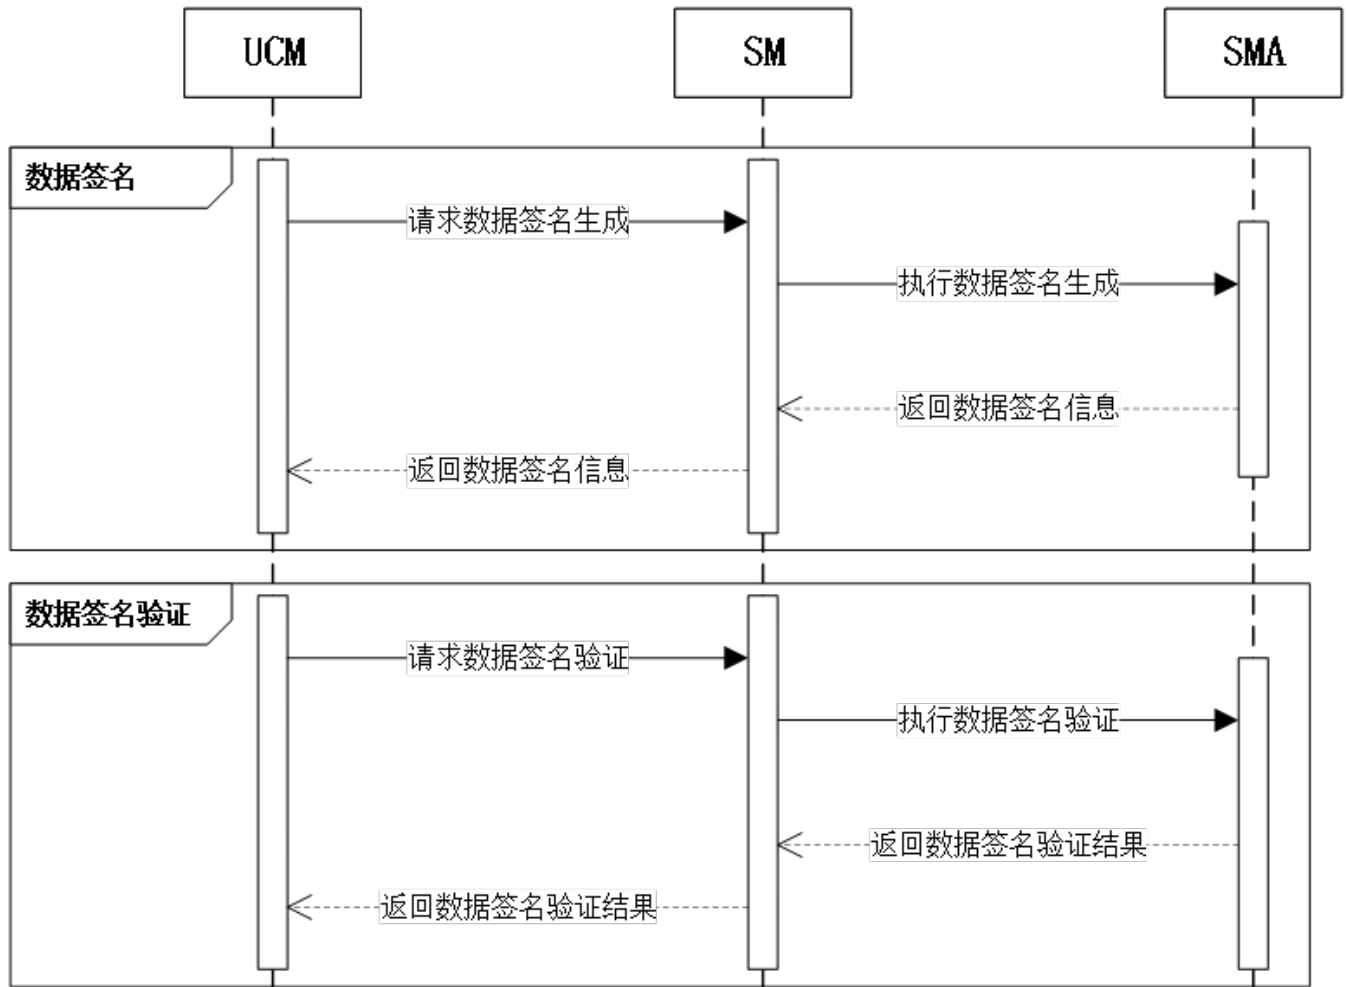 UCM
SM
SMA
数据签名
请求数据签名生成
执行数据签名生成
返回数据签名信息
返回数据签名信息
数据签名验证
请求数据签名验证
执行数据签名验证
返回数据签名验证结果
返回数据签名验证结果